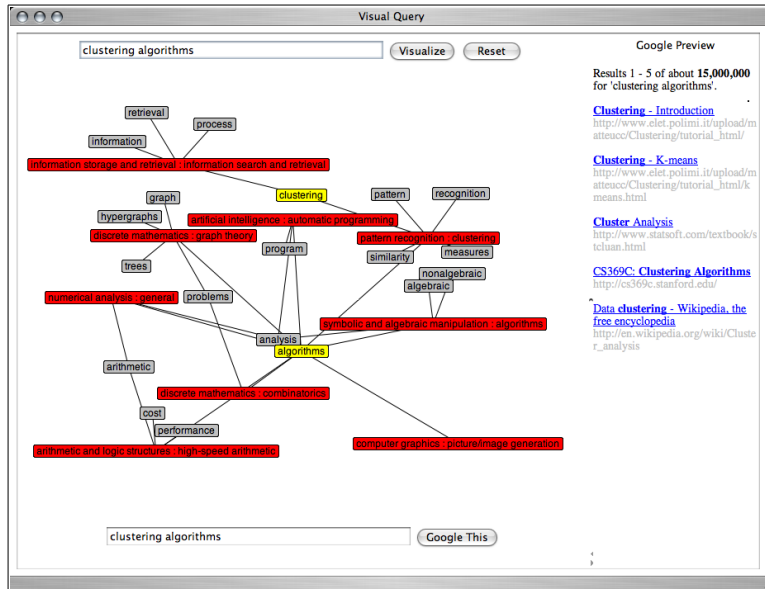 Visual Query
clustering algorithms
Visualize
Reset
Google Preview
Results 1 - 5 of about 15,000,000
for 'clustering algorithms'.
Clustering - Introduction
http://www.elet.polimi.it/upload/m
atteucc/Clustering/tutorial_html/
Clustering - K-means
http://www.elet.polimi.it/upload/m
atteucc/Clustering/tutorial_html/k
means.html
Cluster Analysis
http://www.statsoft.com/textbook/s
tcluan.html
CS369C: Clustering Algorithms
http://cs369c.stanford.edu/
Data clustering - Wikipedia, the
free encyclopedia
http://en.wikipedia.org/wiki/Cluste
r_analysis
retrieval
process
information
information storage and retrieval : information search and retrieval
graph
clustering
pattern
recognition
hypergraphs
artificial intelligence : automatic programming
discrete mathematics : graph theory
pattern recognition : clustering
program
similarity
measures
trees
nonalgebraic
algebraic
numerical analysis : general
problems
symbolic and algebraic manipulation : algorithms
analysis
algorithms
arithmetic
discrete mathematics : combinatorics
cost
performance
arithmetic and logic structures : high-speed arithmetic
computer graphics : picture/image generation
clustering algorithms
Google This